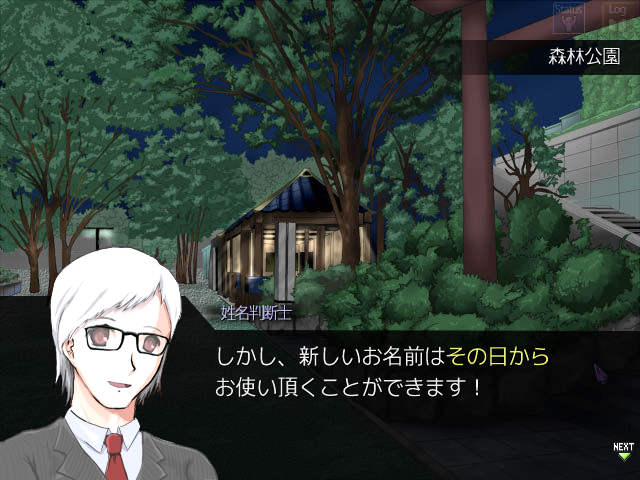 Status
Log
森林公園
姓名判断士
しかし、新しいお名前はその日から
お使い頂くことができます！
NEXT